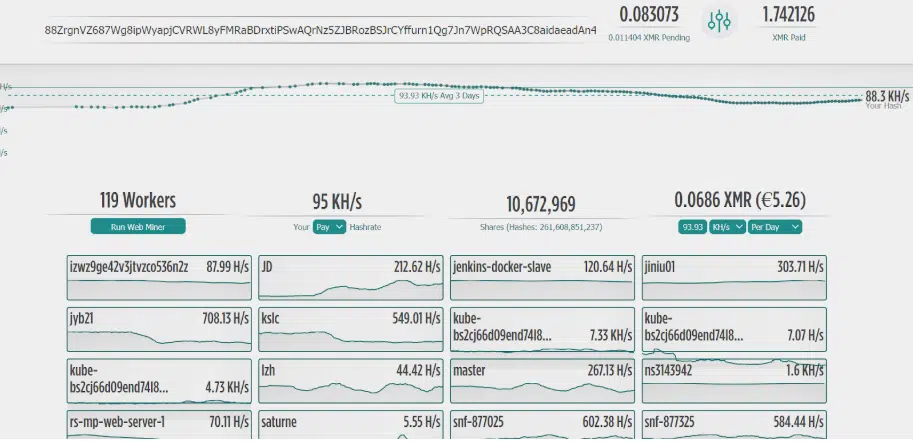 0.083073
1.742126
88ZrgnVZ687Wg8ipWyapjCVRWL8yFMRaBDrxtiPSwAQrNz5ZJBRozBSJrCYffurn1Qg7Jn7WpRQSAA3C8aidaeadAn4
0.011404 XMR Pending
XMR Paid
H/s
93.93 KH/s Avg 3 Days
88.3 KH/s
Your Hash
/s
/s
/s
119 Workers
95 KH/s
10,672,969
0.0686 XMR (€5.26)
Run Web Miner
Your Pay Hashrate
Shares (Hashes: 261,608,851,237)
93.93 KH/s Per Day
izwz9ge42v3jtvzco536n2z 87.99 H/s
JD 212.62 H/s
jenkins-docker-slave 120.64 H/s
jiniu01 303.71 H/s
jyb21 708.13 H/s
kslc 549.01 H/s
kube-
bs2cj66d09end74l8... 7.33 KH/s
kube-
bs2cj66d09end74l8... 7.07 H/s
kube-
bs2cj66d09end74l8... 4.73 KH/s
lzh 44.42 H/s
master 267.13 H/s
ns3143942 1.6 KH/s
rs-mp-web-server-1 70.11 H/s
saturne 5.55 H/s
snf-877025 602.38 H/s
snf-877325 584.44 H/s